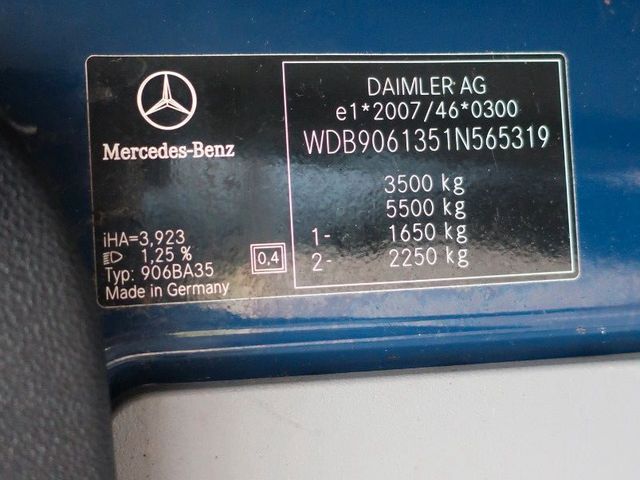 Mercedes-Benz
iHA=3,923
1,25 %
Typ: 906BA35
Made in Germany
0,4
DAIMLER AG
e1*2007/46*0300
WDB9061351N565319
3500 kg
5500 kg
1- 1650 kg
2- 2250 kg